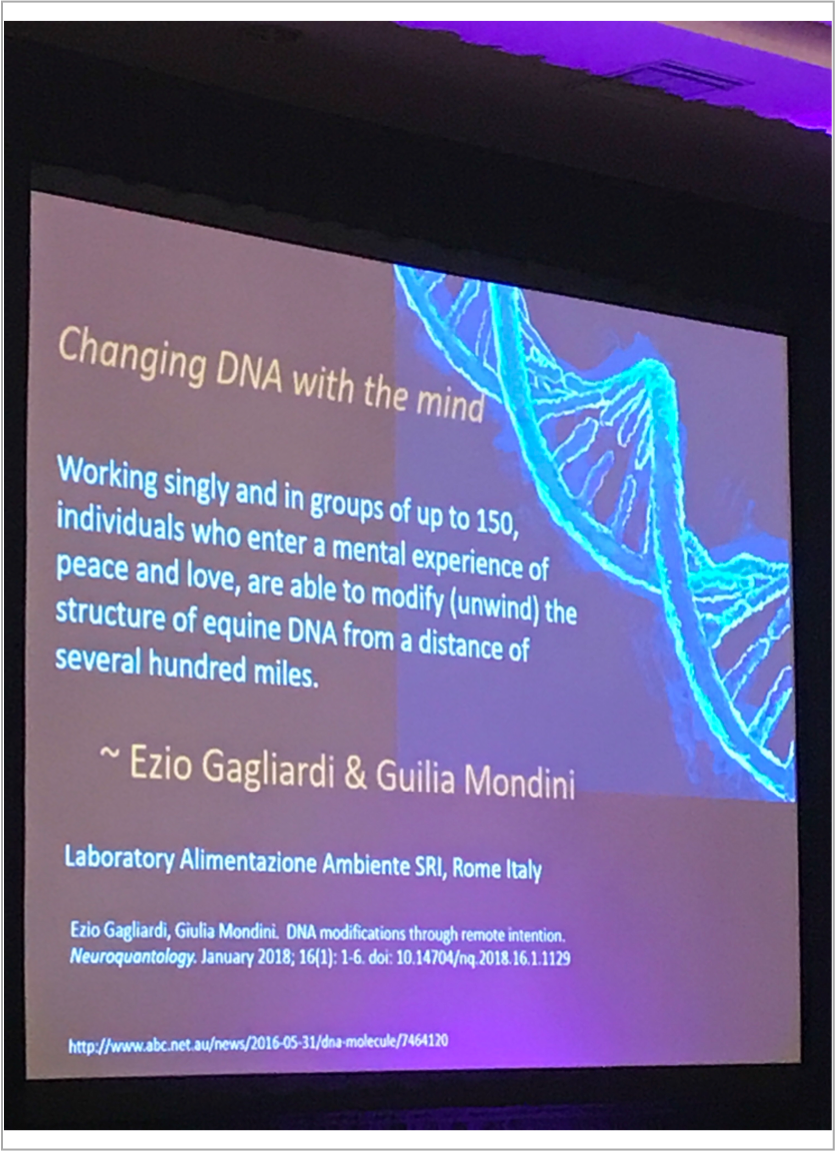 Changing DNA with the mind
Working singly and in groups of up to 150,
individuals who enter a mental experience of
peace and love, are able to modify (unwind) the
structure of equine DNA from a distance of
several hundred miles.
~ Ezio Gagliardi & Guilia Mondini
Laboratory Alimentazione Ambiente SRI, Rome Italy
Ezio Gagliardi, Giulia Mondini. DNA modifications through remote intention.
Neuroquantology. January 2018; 16(1): 1-6. doi: 10.14704/nq.2018.16.1.1129
http://www.abc.net.au/news/2016-05-31/dna-molecule/7464120